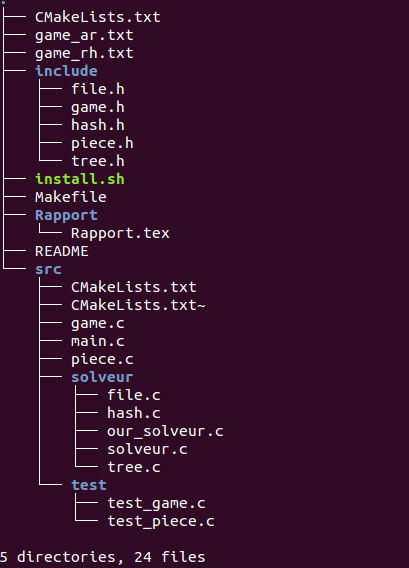 .
├── CMakeLists.txt
├── game_ar.txt
├── game_rh.txt
├── include
│   ├── file.h
│   ├── game.h
│   ├── hash.h
│   ├── piece.h
│   └── tree.h
├── install.sh
├── Makefile
├── Rapport
│   └── Rapport.tex
├── README
└── src
    ├── CMakeLists.txt
    ├── CMakeLists.txt~
    ├── game.c
    ├── main.c
    ├── piece.c
    ├── solveur
    │   ├── file.c
    │   ├── hash.c
    │   ├── our_solveur.c
    │   ├── solveur.c
    │   └── tree.c
    └── test
        ├── test_game.c
        └── test_piece.c
5 directories, 24 files